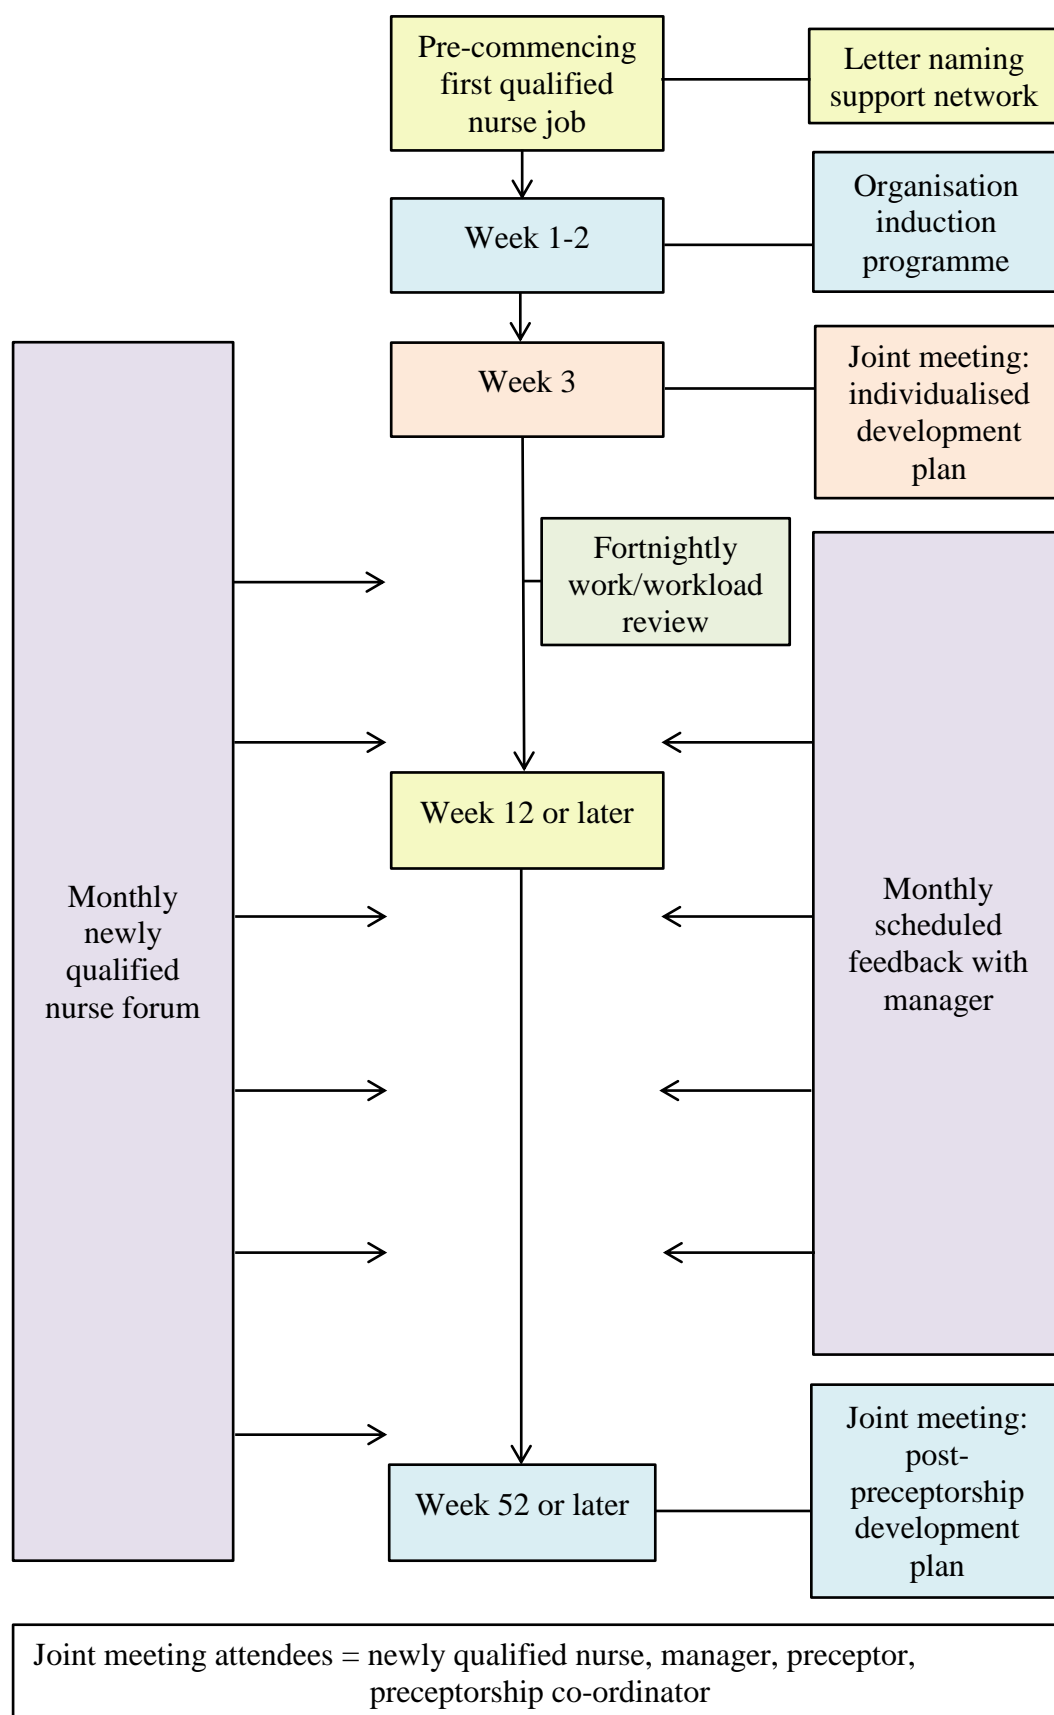 Pre-commencing
first qualified
nurse job
Letter naming
support network
Week 1-2
Organisation
induction
programme
Week 3
Joint meeting:
individualised
development
plan
Fortnightly
work/workload
review
Week 12 or later
Monthly
newly
qualified
nurse forum
Monthly
scheduled
feedback with
manager
Week 52 or later
Joint meeting:
post-
preceptorship
development
plan
Joint meeting attendees = newly qualified nurse, manager, preceptor,
preceptorship co-ordinator